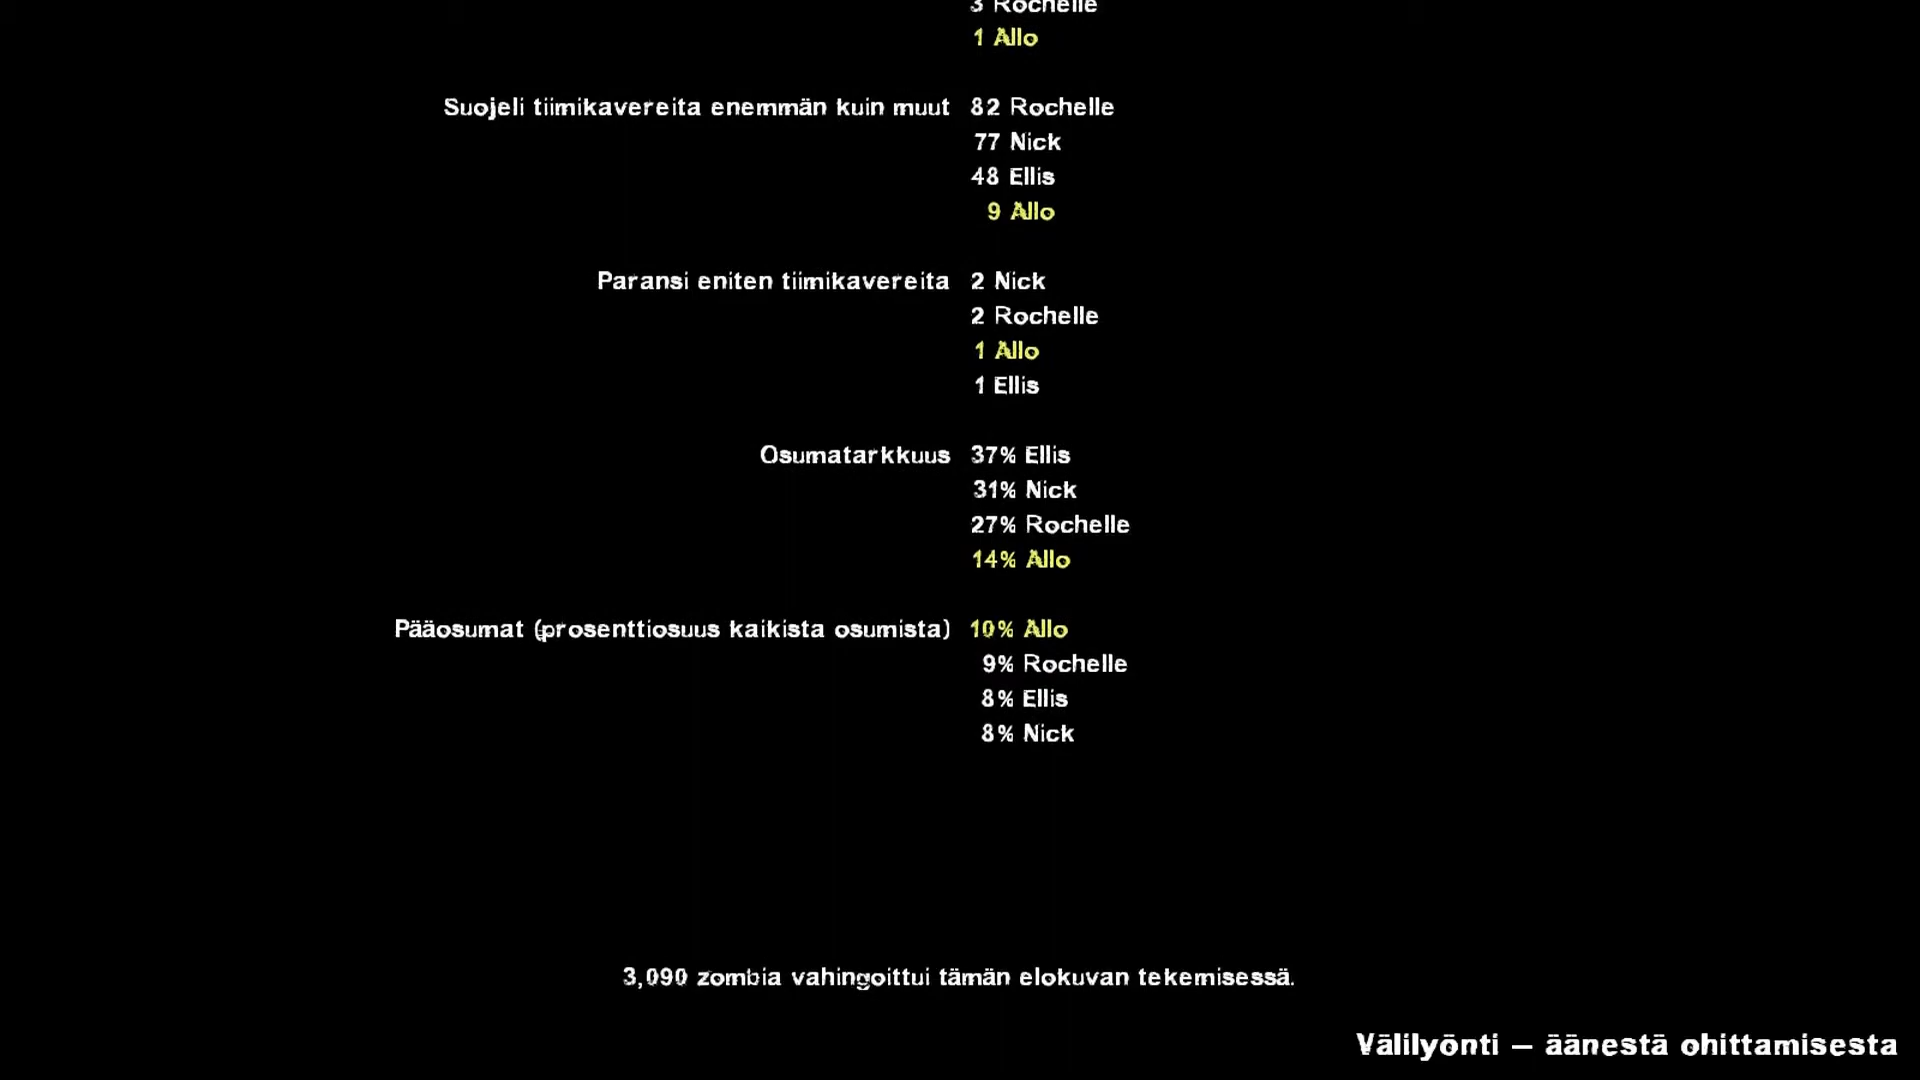 3 Rochelle
1 Allo
Suojeli tiimikavereita enemmän kuin muut 82 Rochelle
77 Nick
48 Ellis
9 Allo
Paransi eniten tiimikavereita 2 Nick
2 Rochelle
1 Allo
1 Ellis
Osumatarkkuus 37% Ellis
31% Nick
27% Rochelle
14% Allo
Pääosumat (prosenttiosuus kaikista osumista) 10% Allo
9% Rochelle
8% Ellis
8% Nick
3,090 zombia vahingoittui tämän elokuvan tekemisessä.
Välilyönti – äänestä ohittamisesta